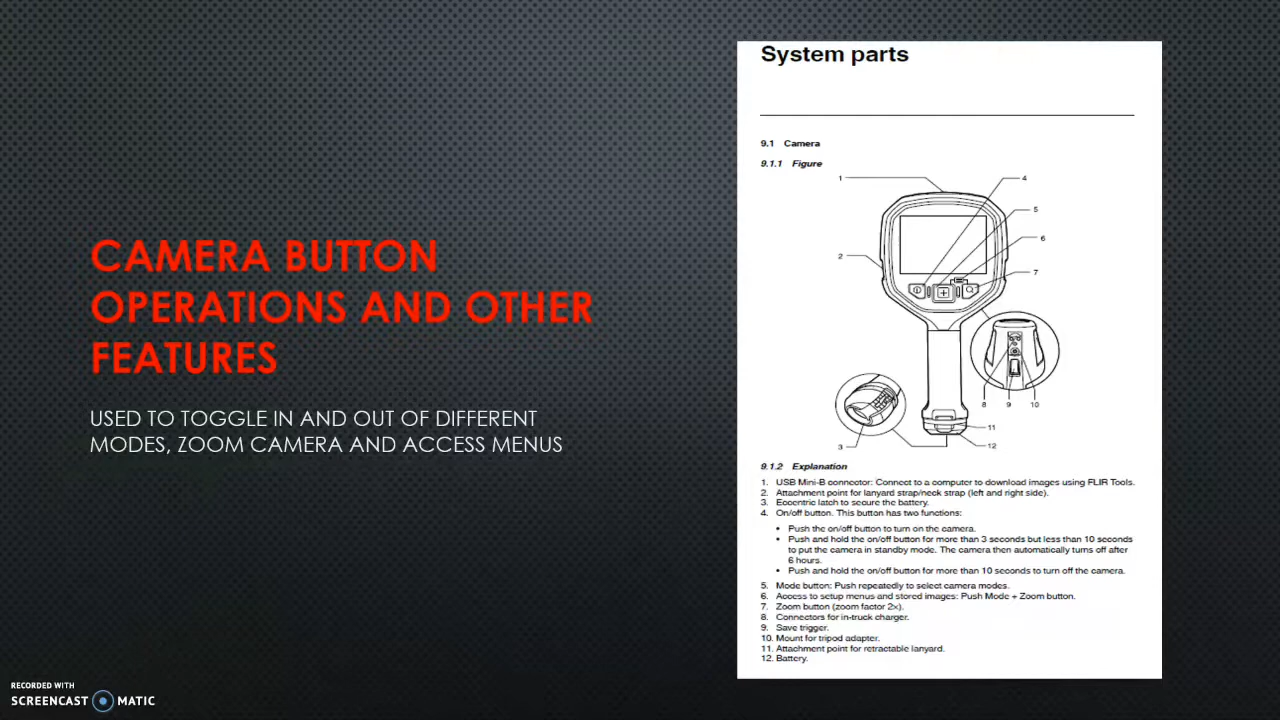 CAMERA BUTTON
OPERATIONS AND OTHER
FEATURES
USED TO TOGGLE IN AND OUT OF DIFFERENT
MODES, ZOOM CAMERA AND ACCESS MENUS
System parts
9.1 Camera
9.1.1 Figure
1
4
5
6
2
7
8
9
10
11
3
12
9.1.2 Explanation
1. USB Mini-B connector: Connect to a computer to download images using FLIR Tools.
2. Attachment point for lanyard strap/neck strap (left and right side).
3. Eccentric latch to secure the battery.
4. On/off button. This button has two functions:
• Push the on/off button to turn on the camera.
• Push and hold the on/off button for more than 3 seconds but less than 10 seconds
to put the camera in standby mode. The camera then automatically turns off after
6 hours.
• Push and hold the on/off button for more than 10 seconds to turn off the camera.
5. Mode button: Push repeatedly to select camera modes.
6. Access to setup menus and stored images: Push Mode + Zoom button.
7. Zoom button (zoom factor 2×).
8. Connectors for in-truck charger.
9. Save trigger.
10. Mount for tripod adapter.
11. Attachment point for retractable lanyard.
12. Battery.
RECORDED WITH
SCREENCAST MATIC